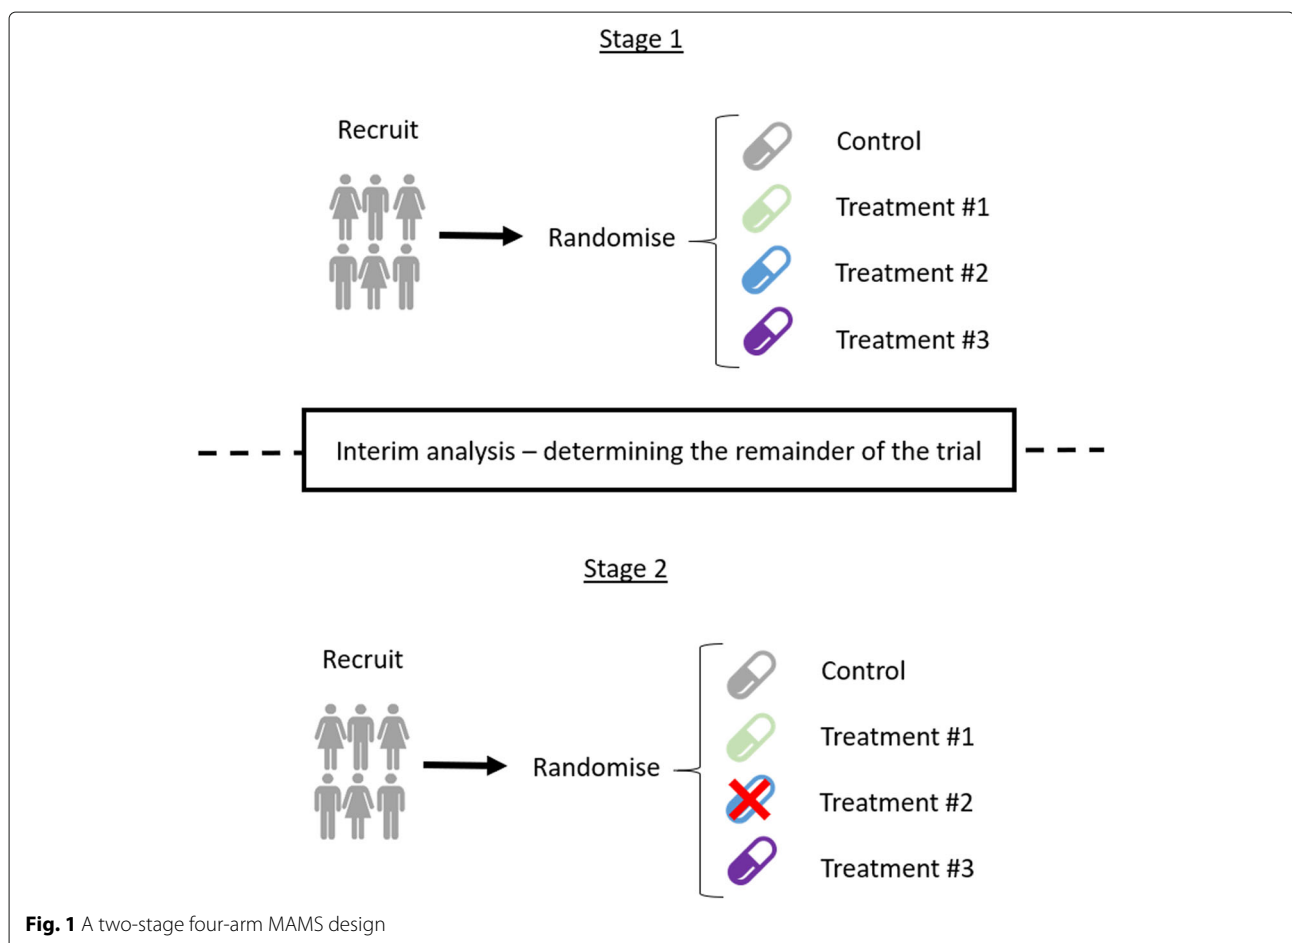 Stage 1
Recruit
Randomise
Control
Treatment #1
Treatment #2
Treatment #3
Interim analysis – determining the remainder of the trial
Stage 2
Recruit
Randomise
Control
Treatment #1
Treatment #2
Treatment #3
Fig. 1 A two-stage four-arm MAMS design